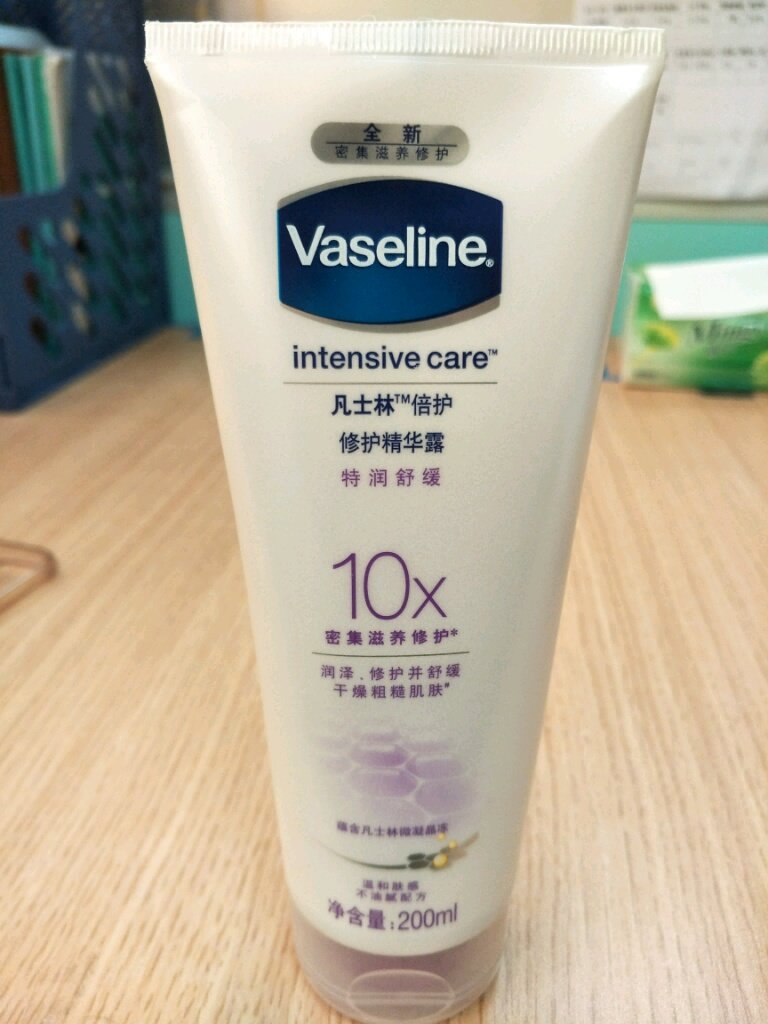 全新
密集滋养修护
Vaseline®
intensive care™
凡士林™倍护
修护精华露
特润舒缓
10x
密集滋养修护*
润泽、修护并舒缓
干燥粗糙肌肤"
蕴含凡士林微凝晶冻
温和肤感
不油腻配方
净含量:200ml